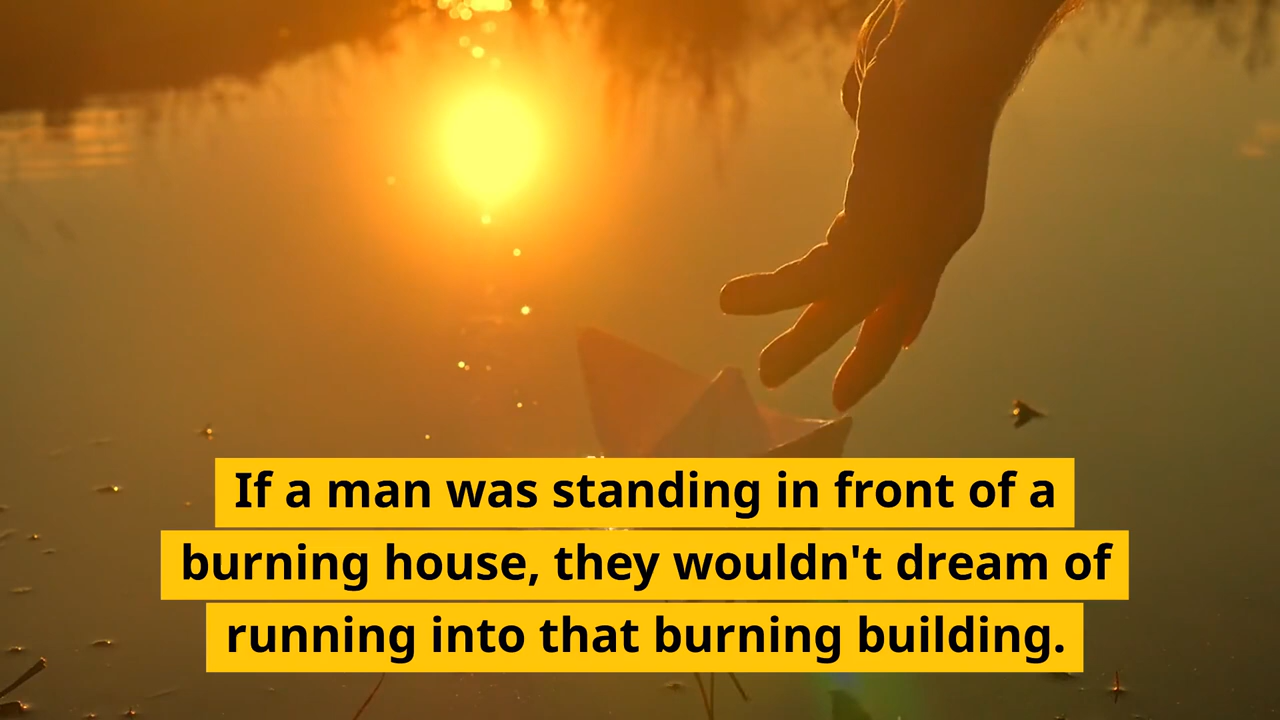 If a man was standing in front of a
burning house, they wouldn't dream of
running into that burning building.